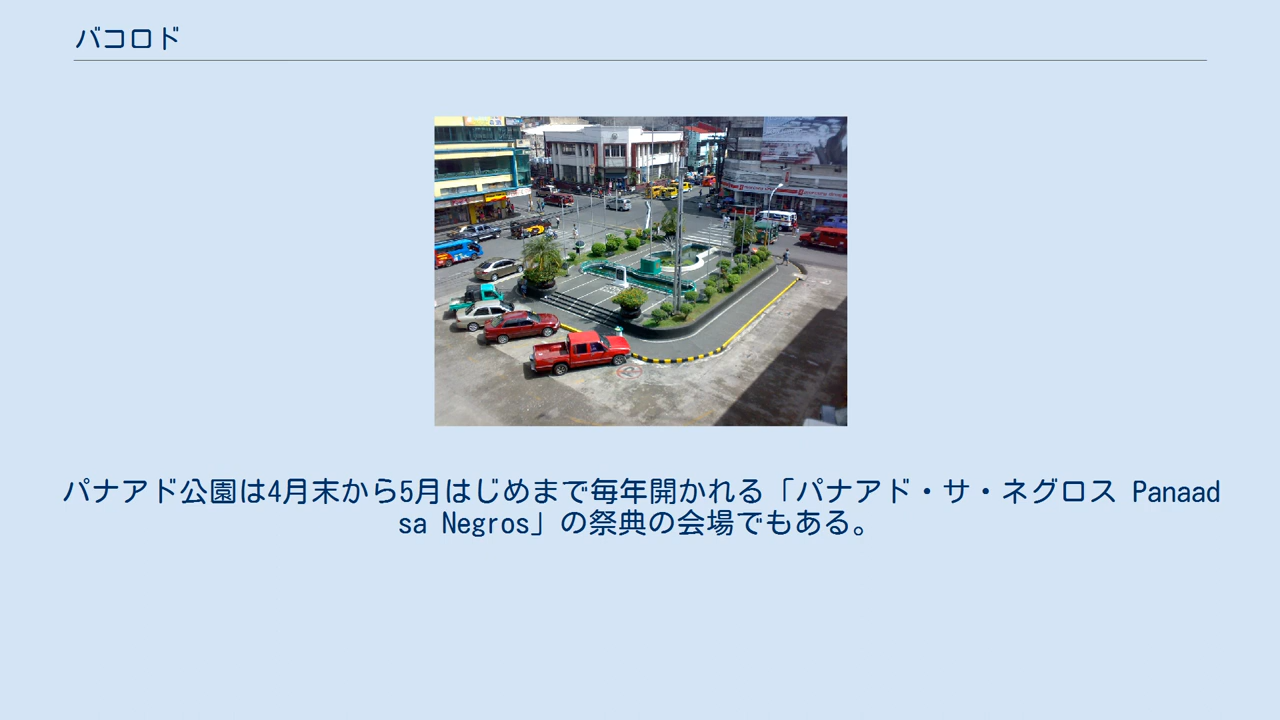 バコロド
パナアド公園は4月末から5月はじめまで毎年開かれる「パナアド・サ・ネグロス Panaad
sa Negros」の祭典の会場でもある。